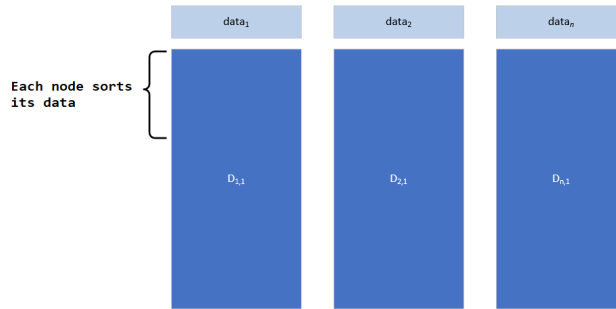 data₁
data₂
dataₙ
Each node sorts
its data
D₁,₁
D₂,₁
Dₙ,₁